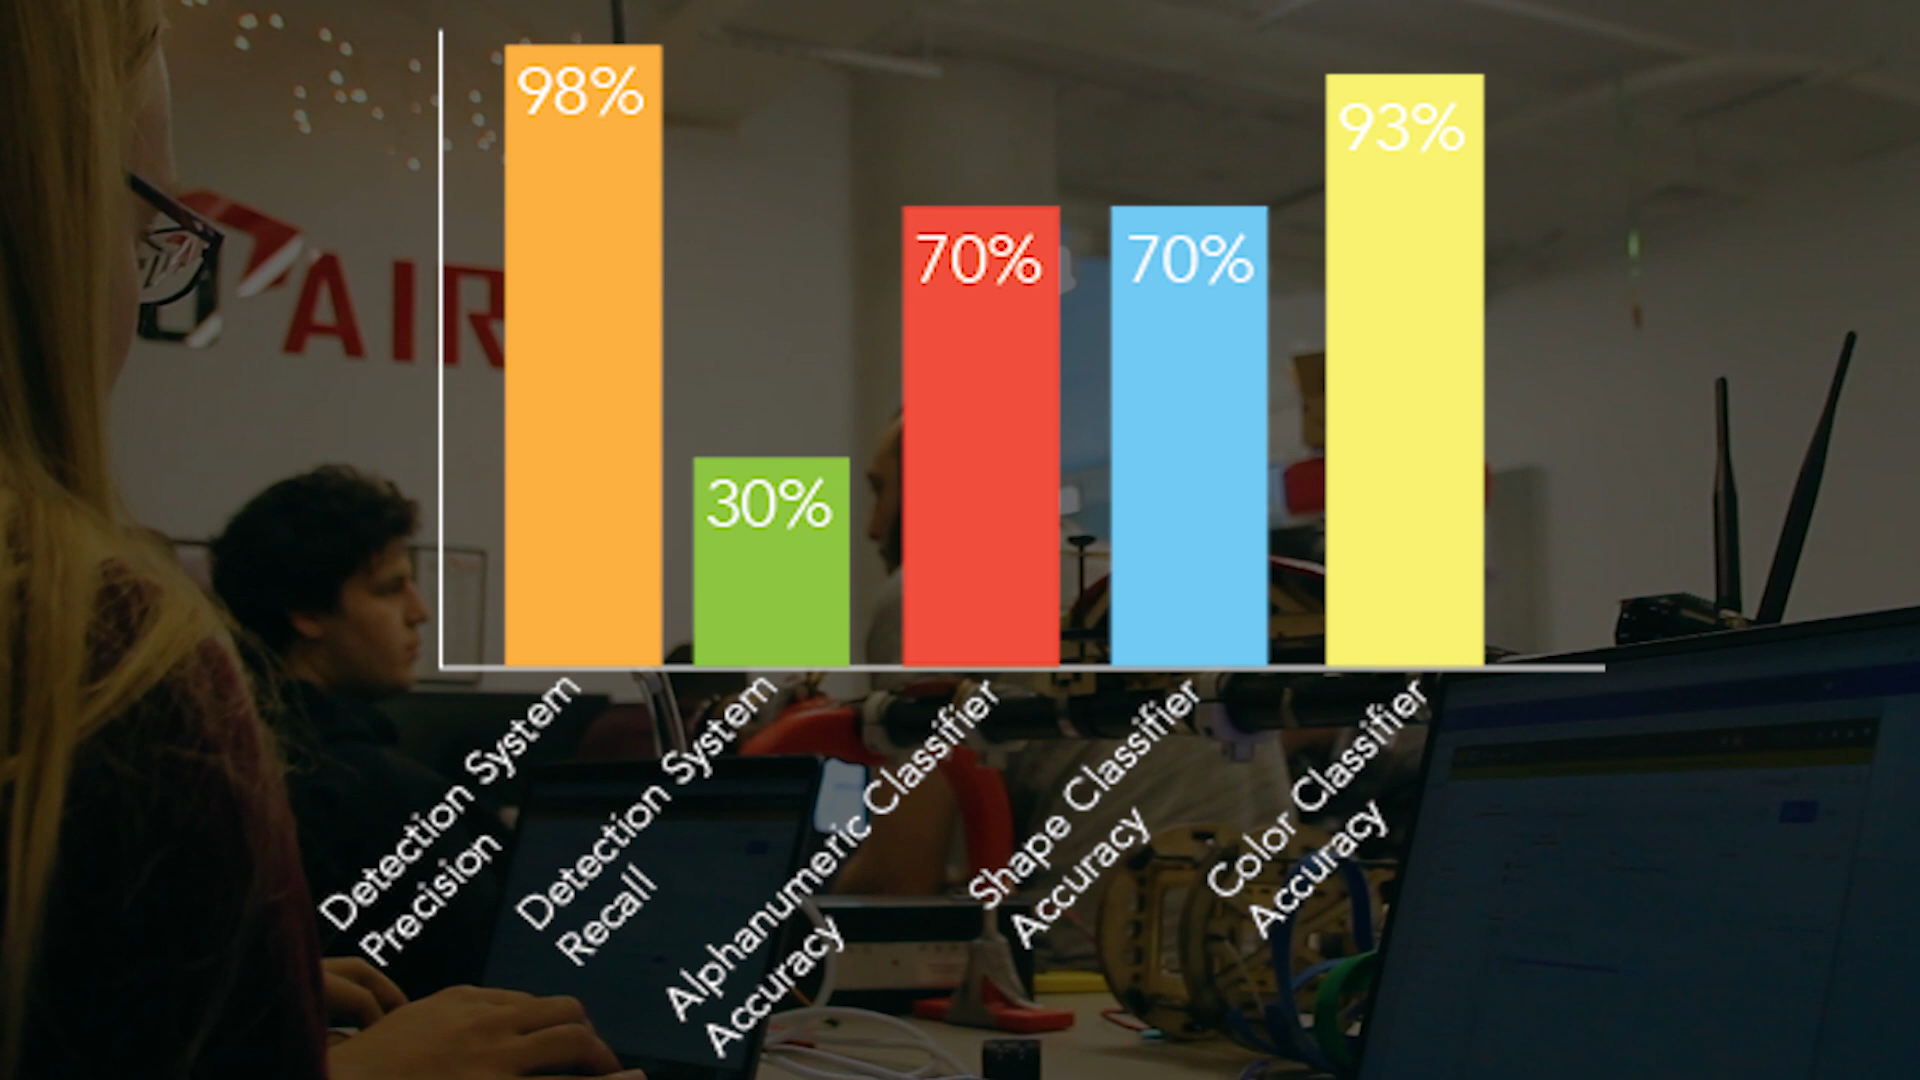 98%
30%
70%
70%
93%
AIR
Detection System
Precision
Detection System
Recall
Alphanumeric Classifier
Accuracy
Shape Classifier
Accuracy
Color Classifier
Accuracy